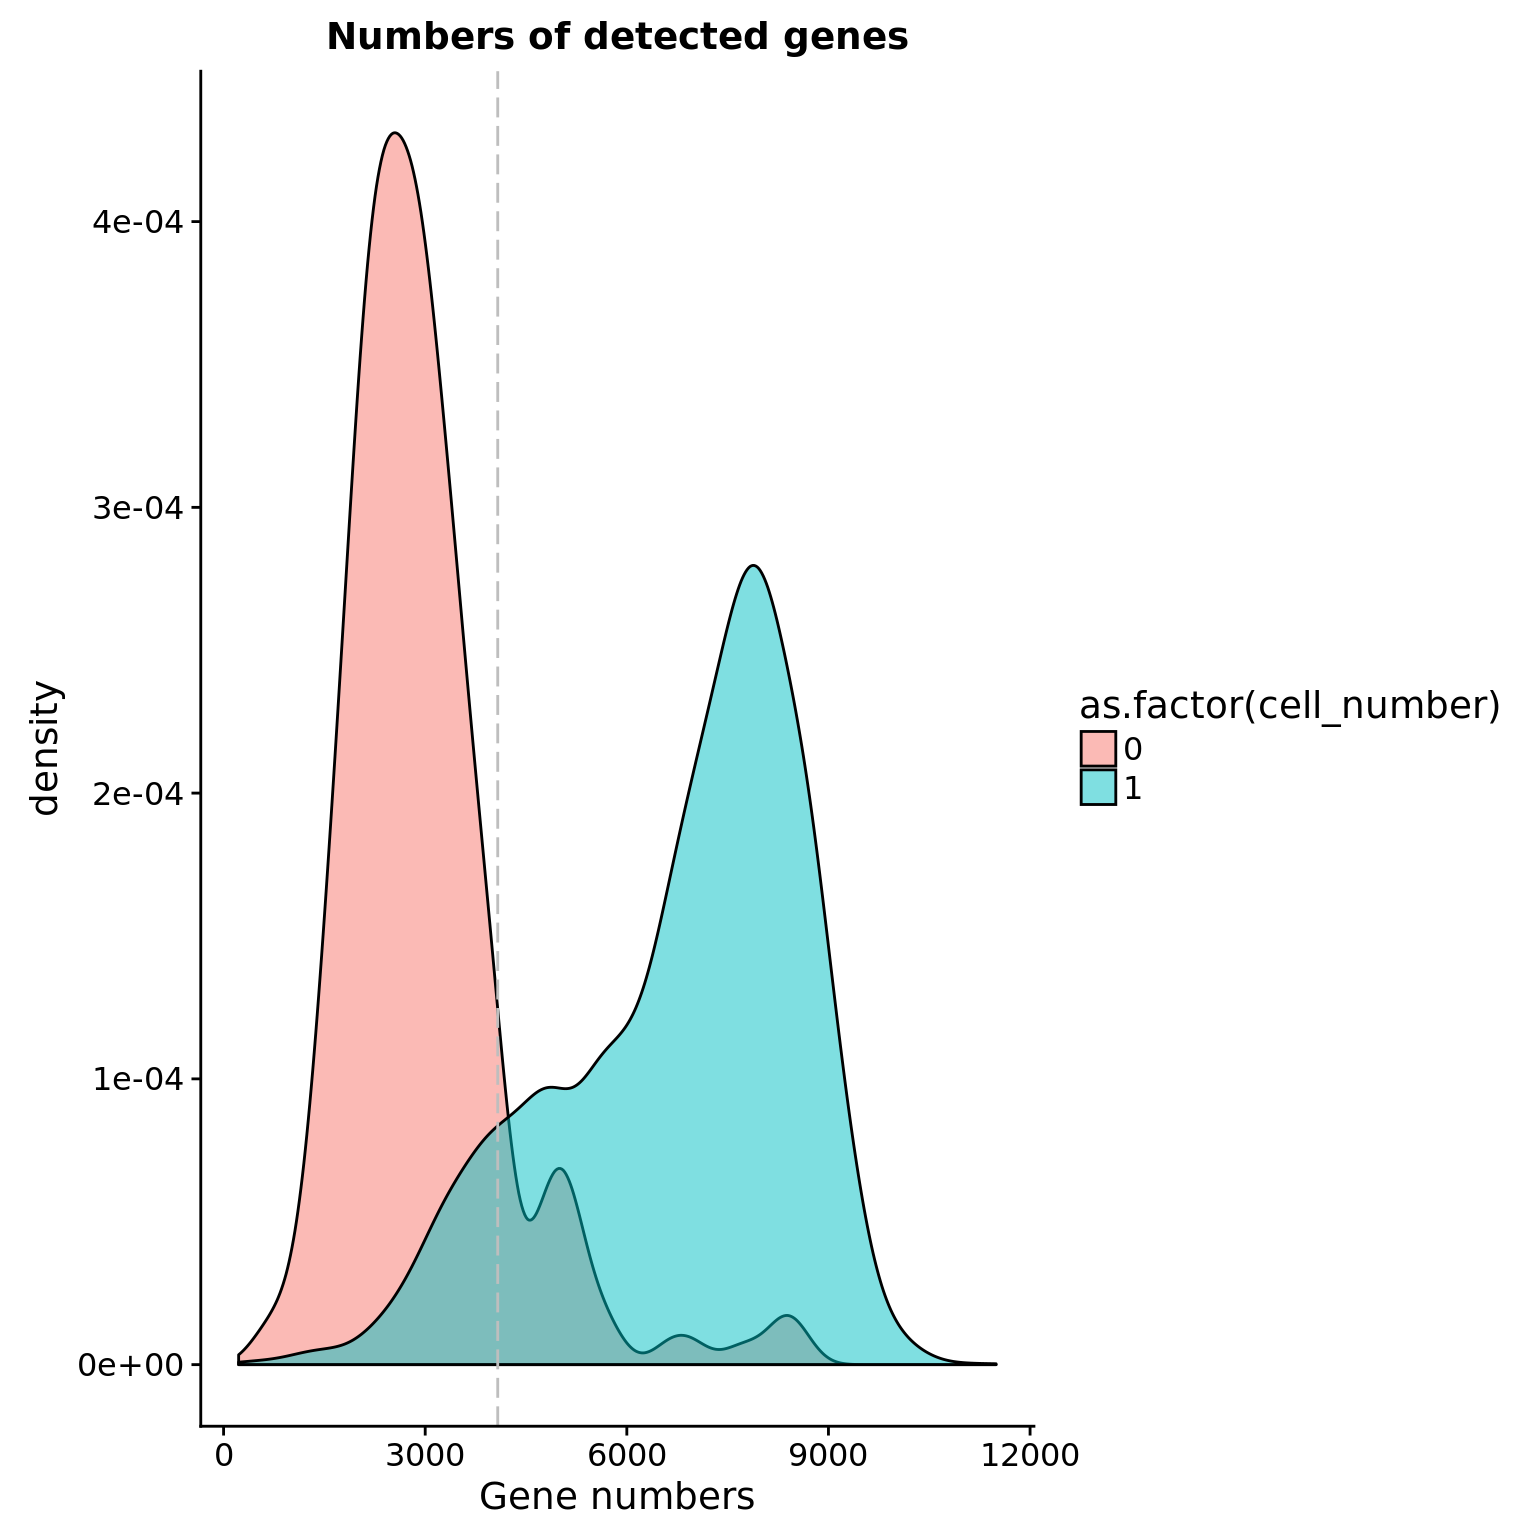 Numbers of detected genes
4e-04
3e-04
2e-04
1e-04
0e+00
density
0 3000 6000 9000 12000
Gene numbers
as.factor(cell_number)
0
1